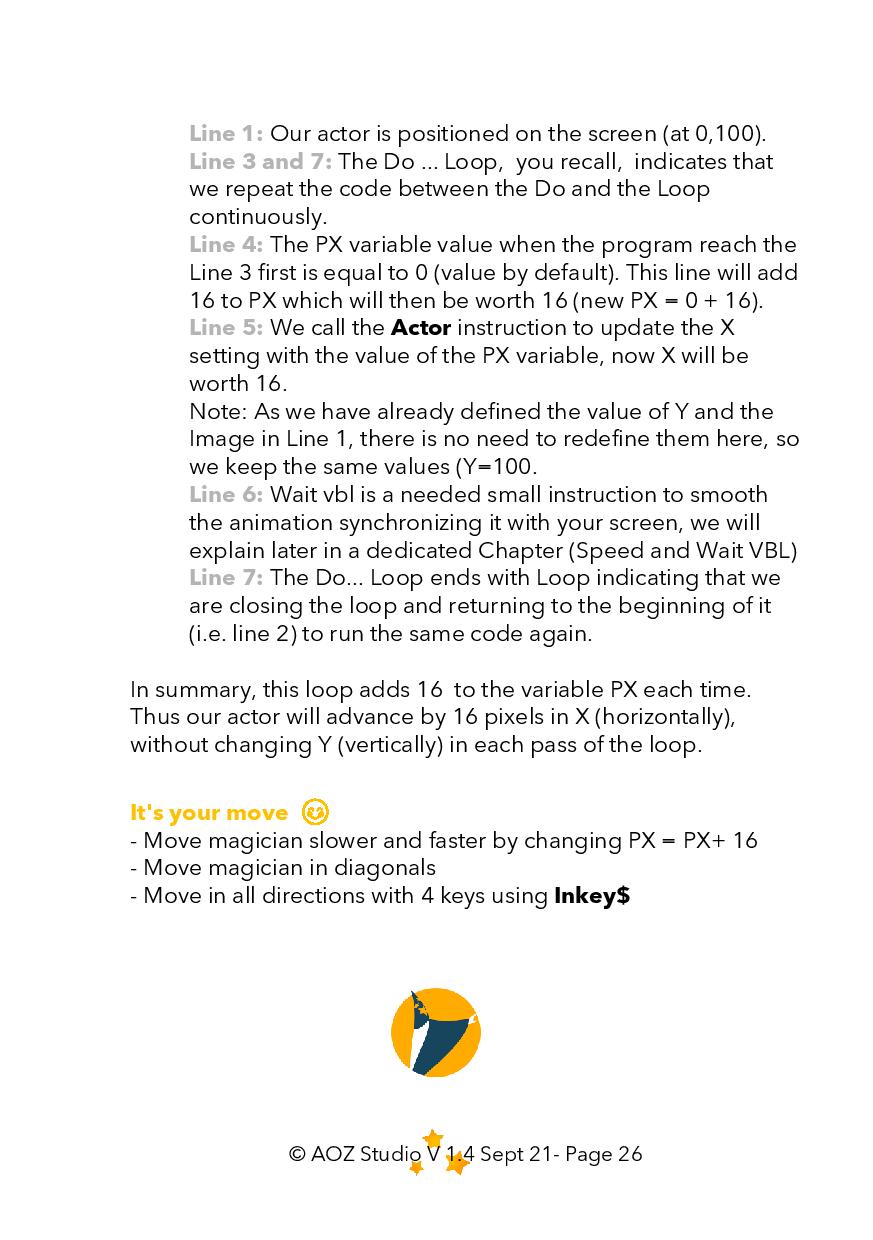 Line 1: Our actor is positioned on the screen (at 0,100).
Line 3 and 7: The Do ... Loop,  you recall,  indicates that
we repeat the code between the Do and the Loop
continuously.
Line 4: The PX variable value when the program reach the
Line 3 first is equal to 0 (value by default). This line will add
16 to PX which will then be worth 16 (new PX = 0 + 16).
Line 5: We call the Actor instruction to update the X
setting with the value of the PX variable, now X will be
worth 16.
Note: As we have already defined the value of Y and the
Image in Line 1, there is no need to redefine them here, so
we keep the same values (Y=100.
Line 6: Wait vbl is a needed small instruction to smooth
the animation synchronizing it with your screen, we will
explain later in a dedicated Chapter (Speed and Wait VBL)
Line 7: The Do... Loop ends with Loop indicating that we
are closing the loop and returning to the beginning of it
(i.e. line 2) to run the same code again.
In summary, this loop adds 16  to the variable PX each time.
Thus our actor will advance by 16 pixels in X (horizontally),
without changing Y (vertically) in each pass of the loop.
It's your move
- Move magician slower and faster by changing PX = PX+ 16
- Move magician in diagonals
- Move in all directions with 4 keys using Inkey$
© AOZ Studio V 1.4 Sept 21- Page 26